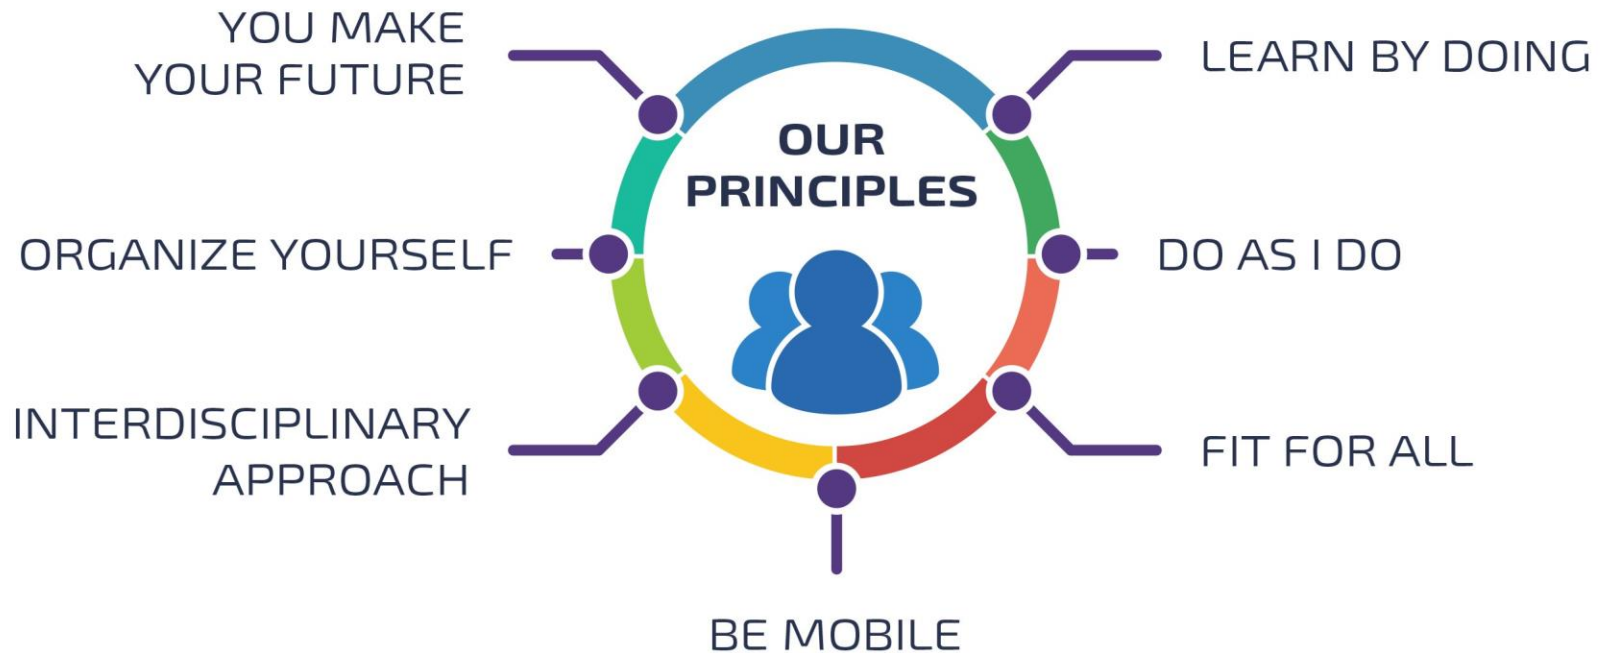 YOU MAKE
YOUR FUTURE
LEARN BY DOING
OUR
PRINCIPLES
ORGANIZE YOURSELF
DO AS I DO
INTERDISCIPLINARY
APPROACH
FIT FOR ALL
BE MOBILE